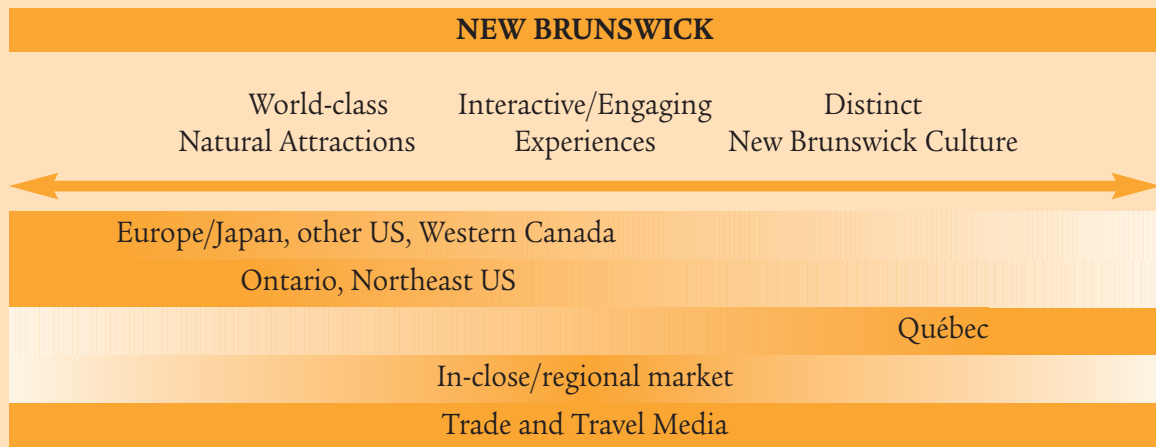 NEW BRUNSWICK
World-class
Natural Attractions
Interactive/Engaging
Experiences
Distinct
New Brunswick Culture
Europe/Japan, other US, Western Canada
Ontario, Northeast US
Québec
In-close/regional market
Trade and Travel Media